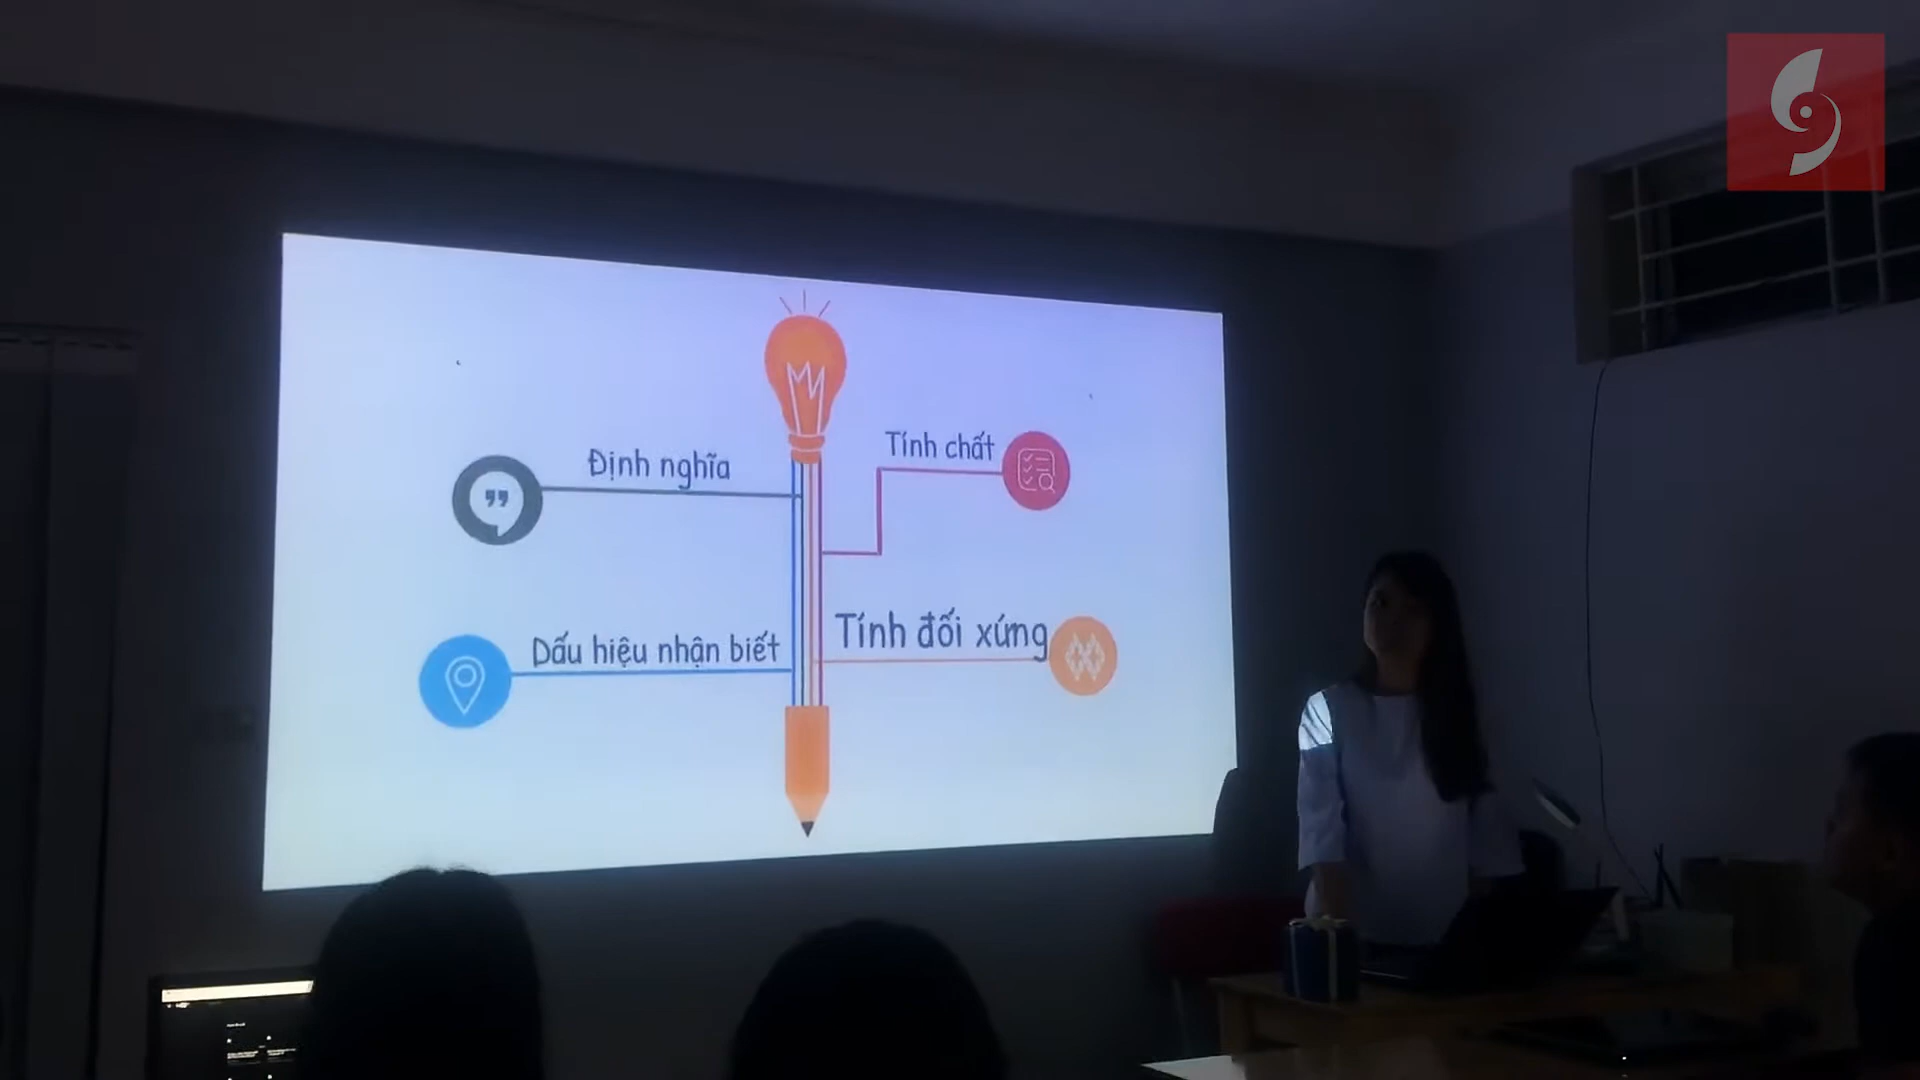 Định nghĩa
Tính chất
Dấu hiệu nhận biết
Tính đối xứng